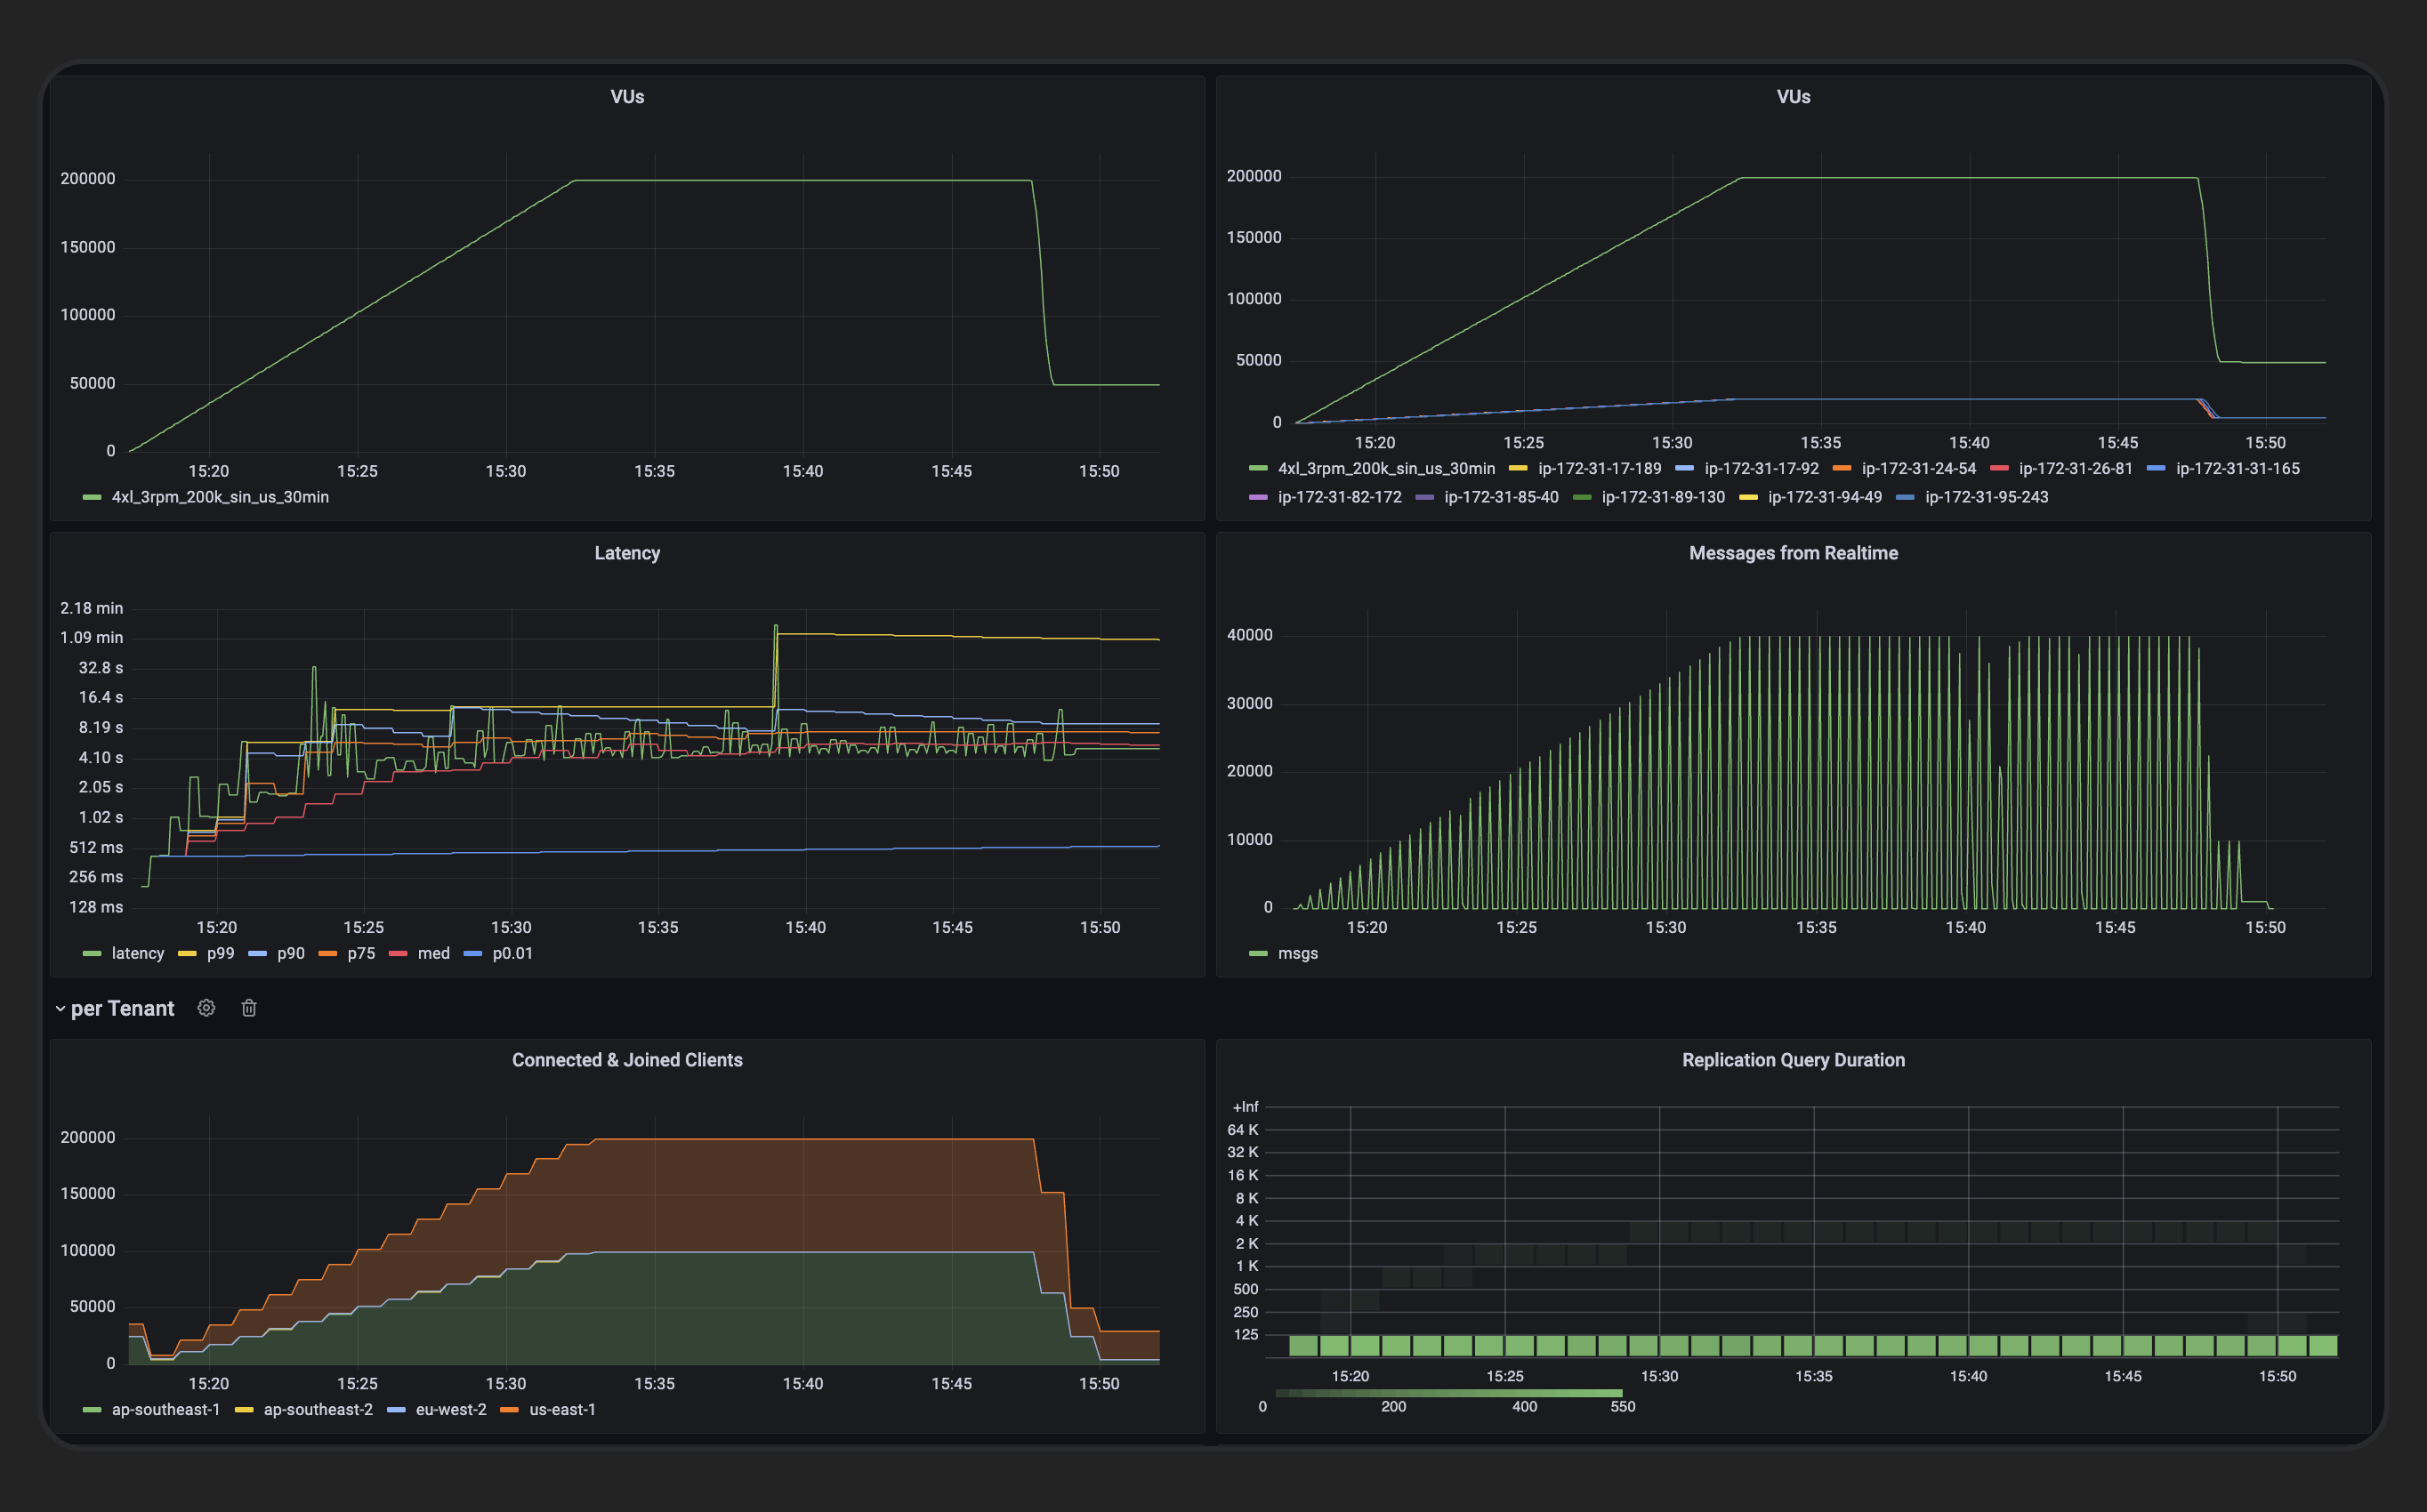 VUs
200000
150000
100000
50000
0
15:20 15:25 15:30 15:35 15:40 15:45 15:50
4xl_3rpm_200k_sin_us_30min
VUs
200000
150000
100000
50000
0
15:20 15:25 15:30 15:35 15:40 15:45 15:50
4xl_3rpm_200k_sin_us_30min ip-172-31-17-189 ip-172-31-17-92 ip-172-31-24-54 ip-172-31-26-81 ip-172-31-31-165
ip-172-31-82-172 ip-172-31-85-40 ip-172-31-89-130 ip-172-31-94-49 ip-172-31-95-243
Latency
2.18 min
1.09 min
32.8 s
16.4 s
8.19 s
4.10 s
2.05 s
1.02 s
512 ms
256 ms
128 ms
15:20 15:25 15:30 15:35 15:40 15:45 15:50
latency p99 p90 p75 med p0.01
Messages from Realtime
40000
30000
20000
10000
0
15:20 15:25 15:30 15:35 15:40 15:45 15:50
msgs
per Tenant
Connected & Joined Clients
200000
150000
100000
50000
0
15:20 15:25 15:30 15:35 15:40 15:45 15:50
ap-southeast-1 ap-southeast-2 eu-west-2 us-east-1
Replication Query Duration
+Inf
64 K
32 K
16 K
8 K
4 K
2 K
1 K
500
250
125
15:20 15:25 15:30 15:35 15:40 15:45 15:50
0 200 400 550